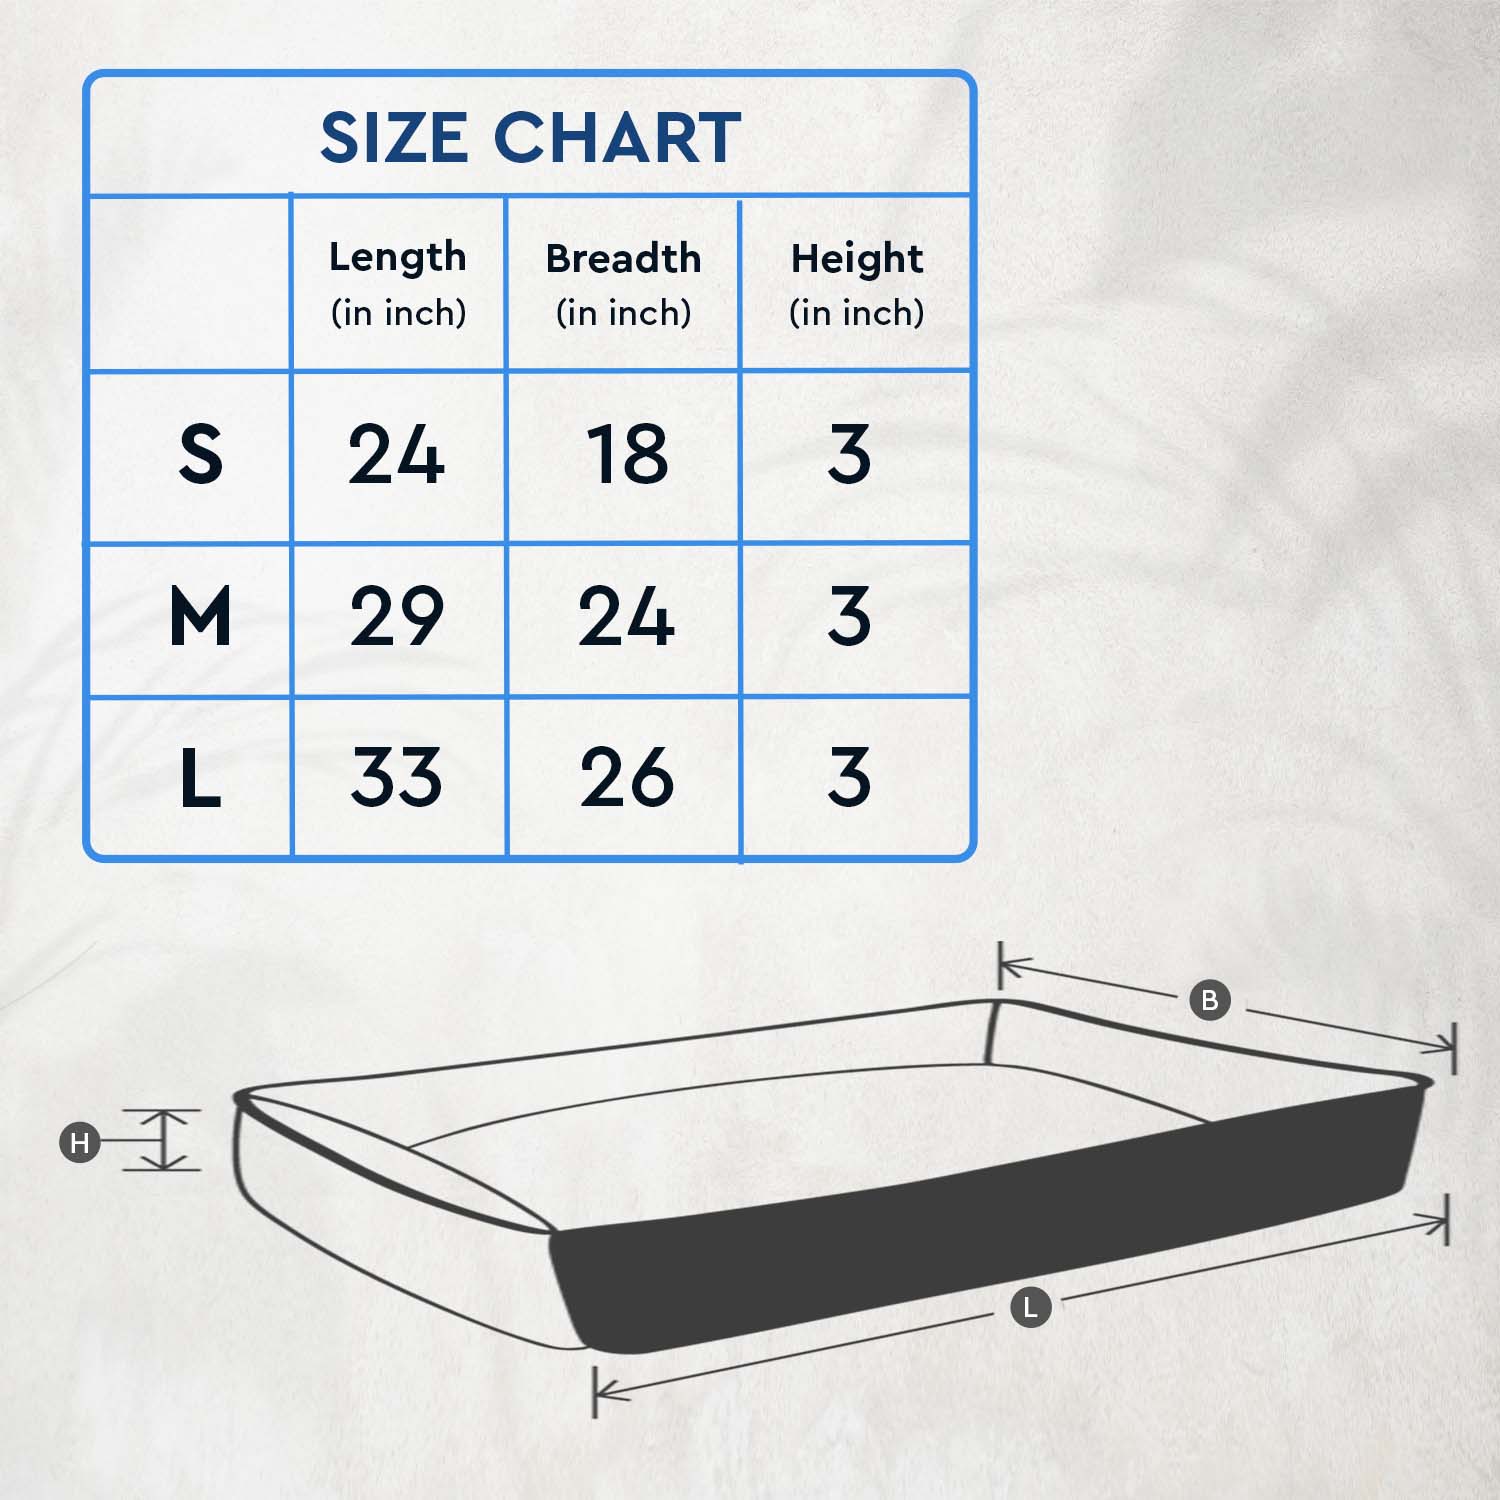 SIZE CHART
Length Breadth Height
(in inch) (in inch) (in inch)
S 24 18 3
M 29 24 3
L 33 26 3
B
H
L